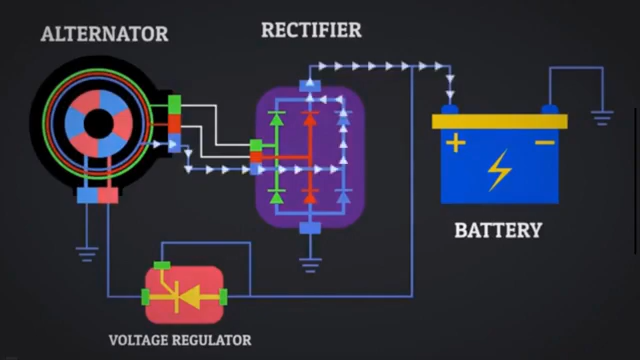 ALTERNATOR
RECTIFIER
+ −
BATTERY
VOLTAGE REGULATOR